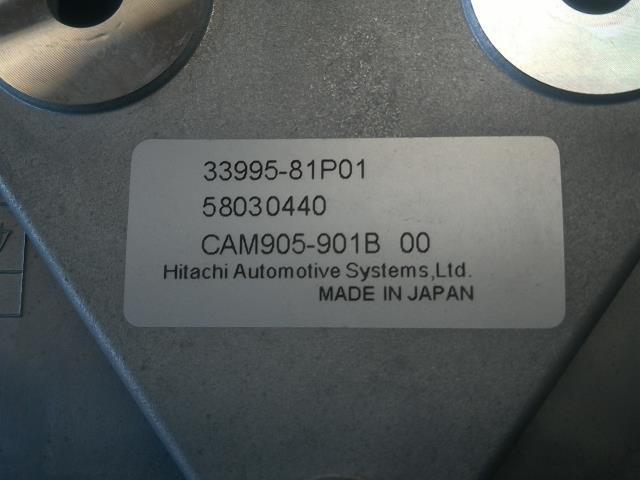 33995-81P01
58030440
CAM905-901B 00
Hitachi Automotive Systems,Ltd.
MADE IN JAPAN